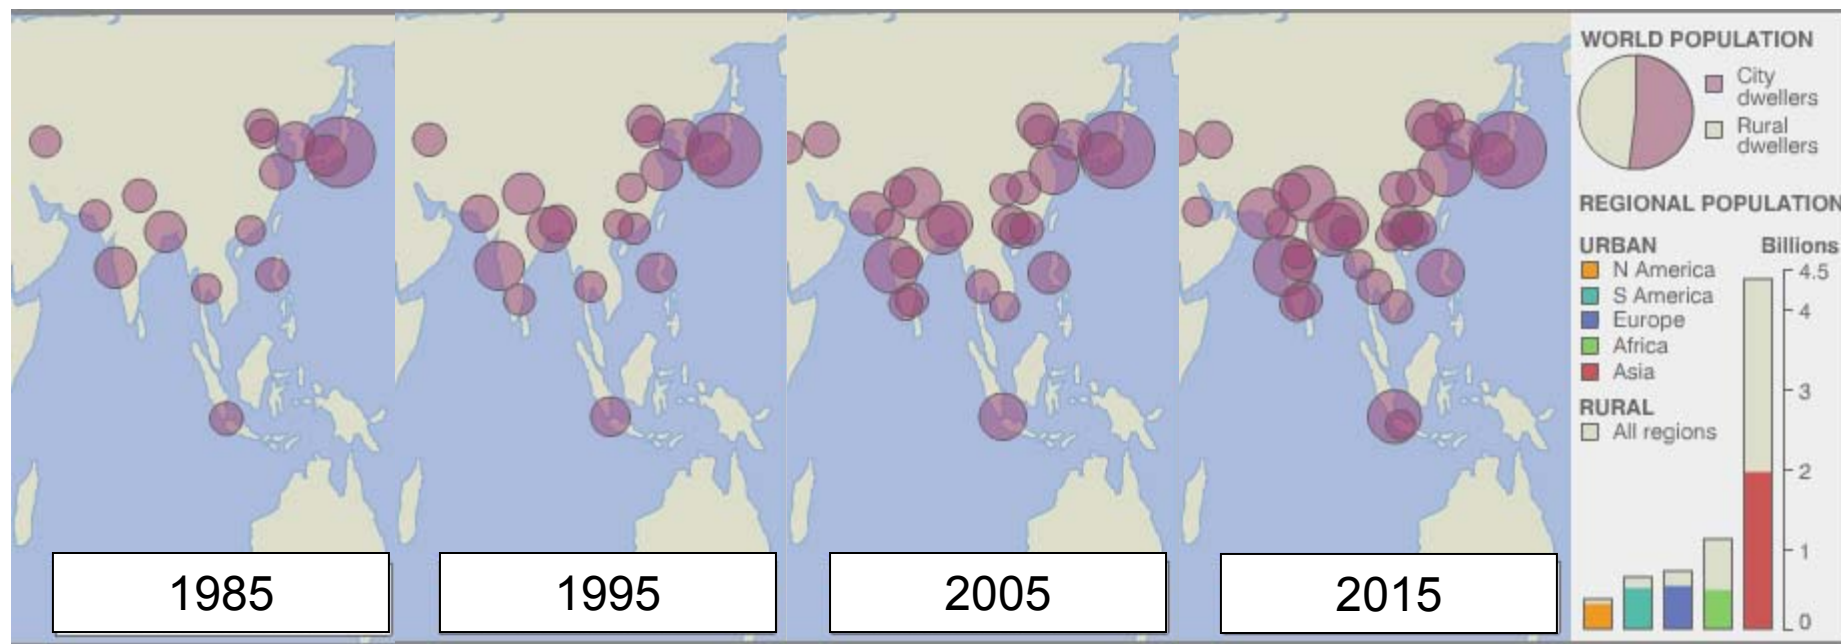 1985
1995
2005
2015
WORLD POPULATION
City
dwellers
Rural
dwellers
REGIONAL POPULATION
URBAN
Billions
N America
S America
Europe
Africa
Asia
RURAL
All regions
4.5
4
3
2
1
0